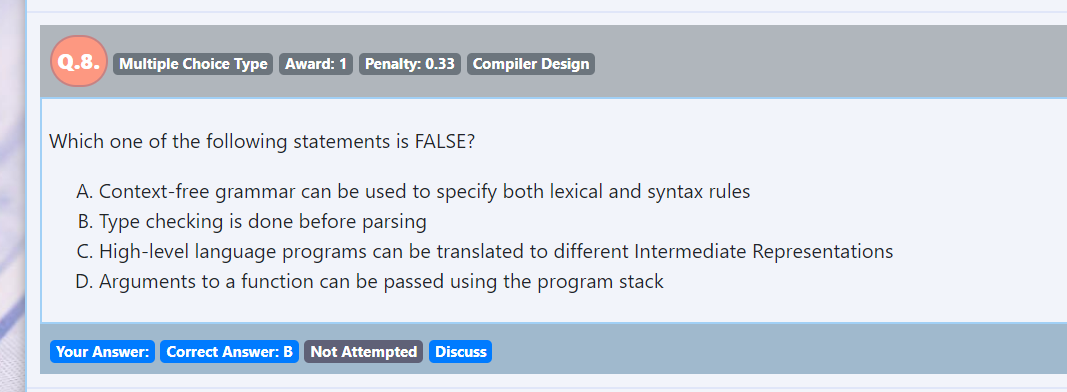 Q.8. Multiple Choice Type Award: 1 Penalty: 0.33 Compiler Design
Which one of the following statements is FALSE?
A. Context-free grammar can be used to specify both lexical and syntax rules
B. Type checking is done before parsing
C. High-level language programs can be translated to different Intermediate Representations
D. Arguments to a function can be passed using the program stack
Your Answer: Correct Answer: B Not Attempted Discuss